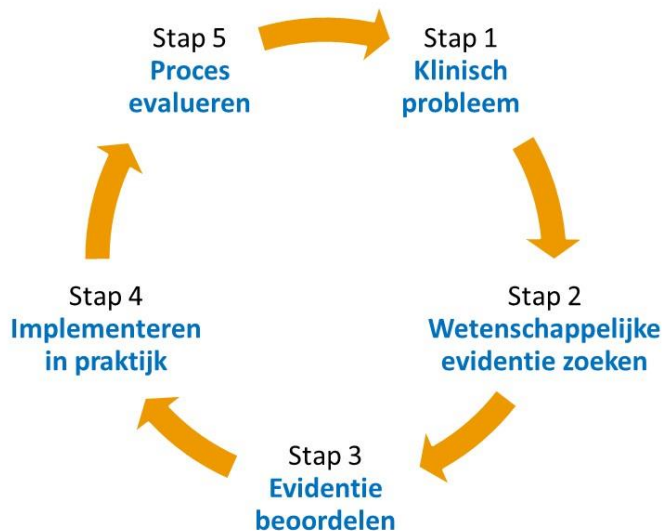 Stap 1
Klinisch
probleem
Stap 2
Wetenschappelijke
evidentie zoeken
Stap 3
Evidentie
beoordelen
Stap 4
Implementeren
in praktijk
Stap 5
Proces
evalueren